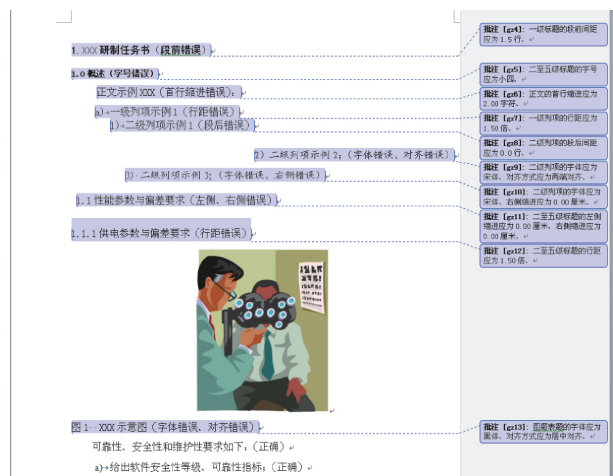 1. XXX 研制任务书（段前错误）
批注 [gz4]: 一级标题的段前间距
应为1.5行。
1.0 概述（字号错误）
批注 [gz5]: 二至五级标题的字号
应为小四。
正文示例 XXX（首行缩进错误）：
批注 [gz6]: 正文的首行缩进应为
2.00 字符。
a) 一级列项示例 1（行距错误）
批注 [gz7]: 一级列项的行距应为
1.50 倍。
1) 二级列项示例 1（段后错误）
批注 [gz8]: 二级列项的段后间距
应为0.0行。
2) 二级列项示例 2；（字体错误、对齐错误）
批注 [gz9]: 二级列项的字体应为
宋体、对齐方式应为两端对齐。
3) 二级列项示例 3；（字体错误、右侧错误）
批注 [gz10]: 二级列项的字体应为
宋体、右侧缩进应为0.00 厘米。
1.1 性能参数与偏差要求（左侧、右侧错误）
批注 [gz11]: 二至五级标题的左侧
缩进应为0.00 厘米、右侧缩进应为
0.00 厘米。
1.1.1 供电参数与偏差要求（行距错误）
批注 [gz12]: 二至五级标题的行距
应为1.50倍。
图 1 XXX 示意图（字体错误、对齐错误）
批注 [gz13]: 图题表题的字体应为
黑体、对齐方式应为居中对齐。
可靠性、安全性和维护性要求如下：（正确）
a) 给出软件安全性等级、可靠性指标；（正确）